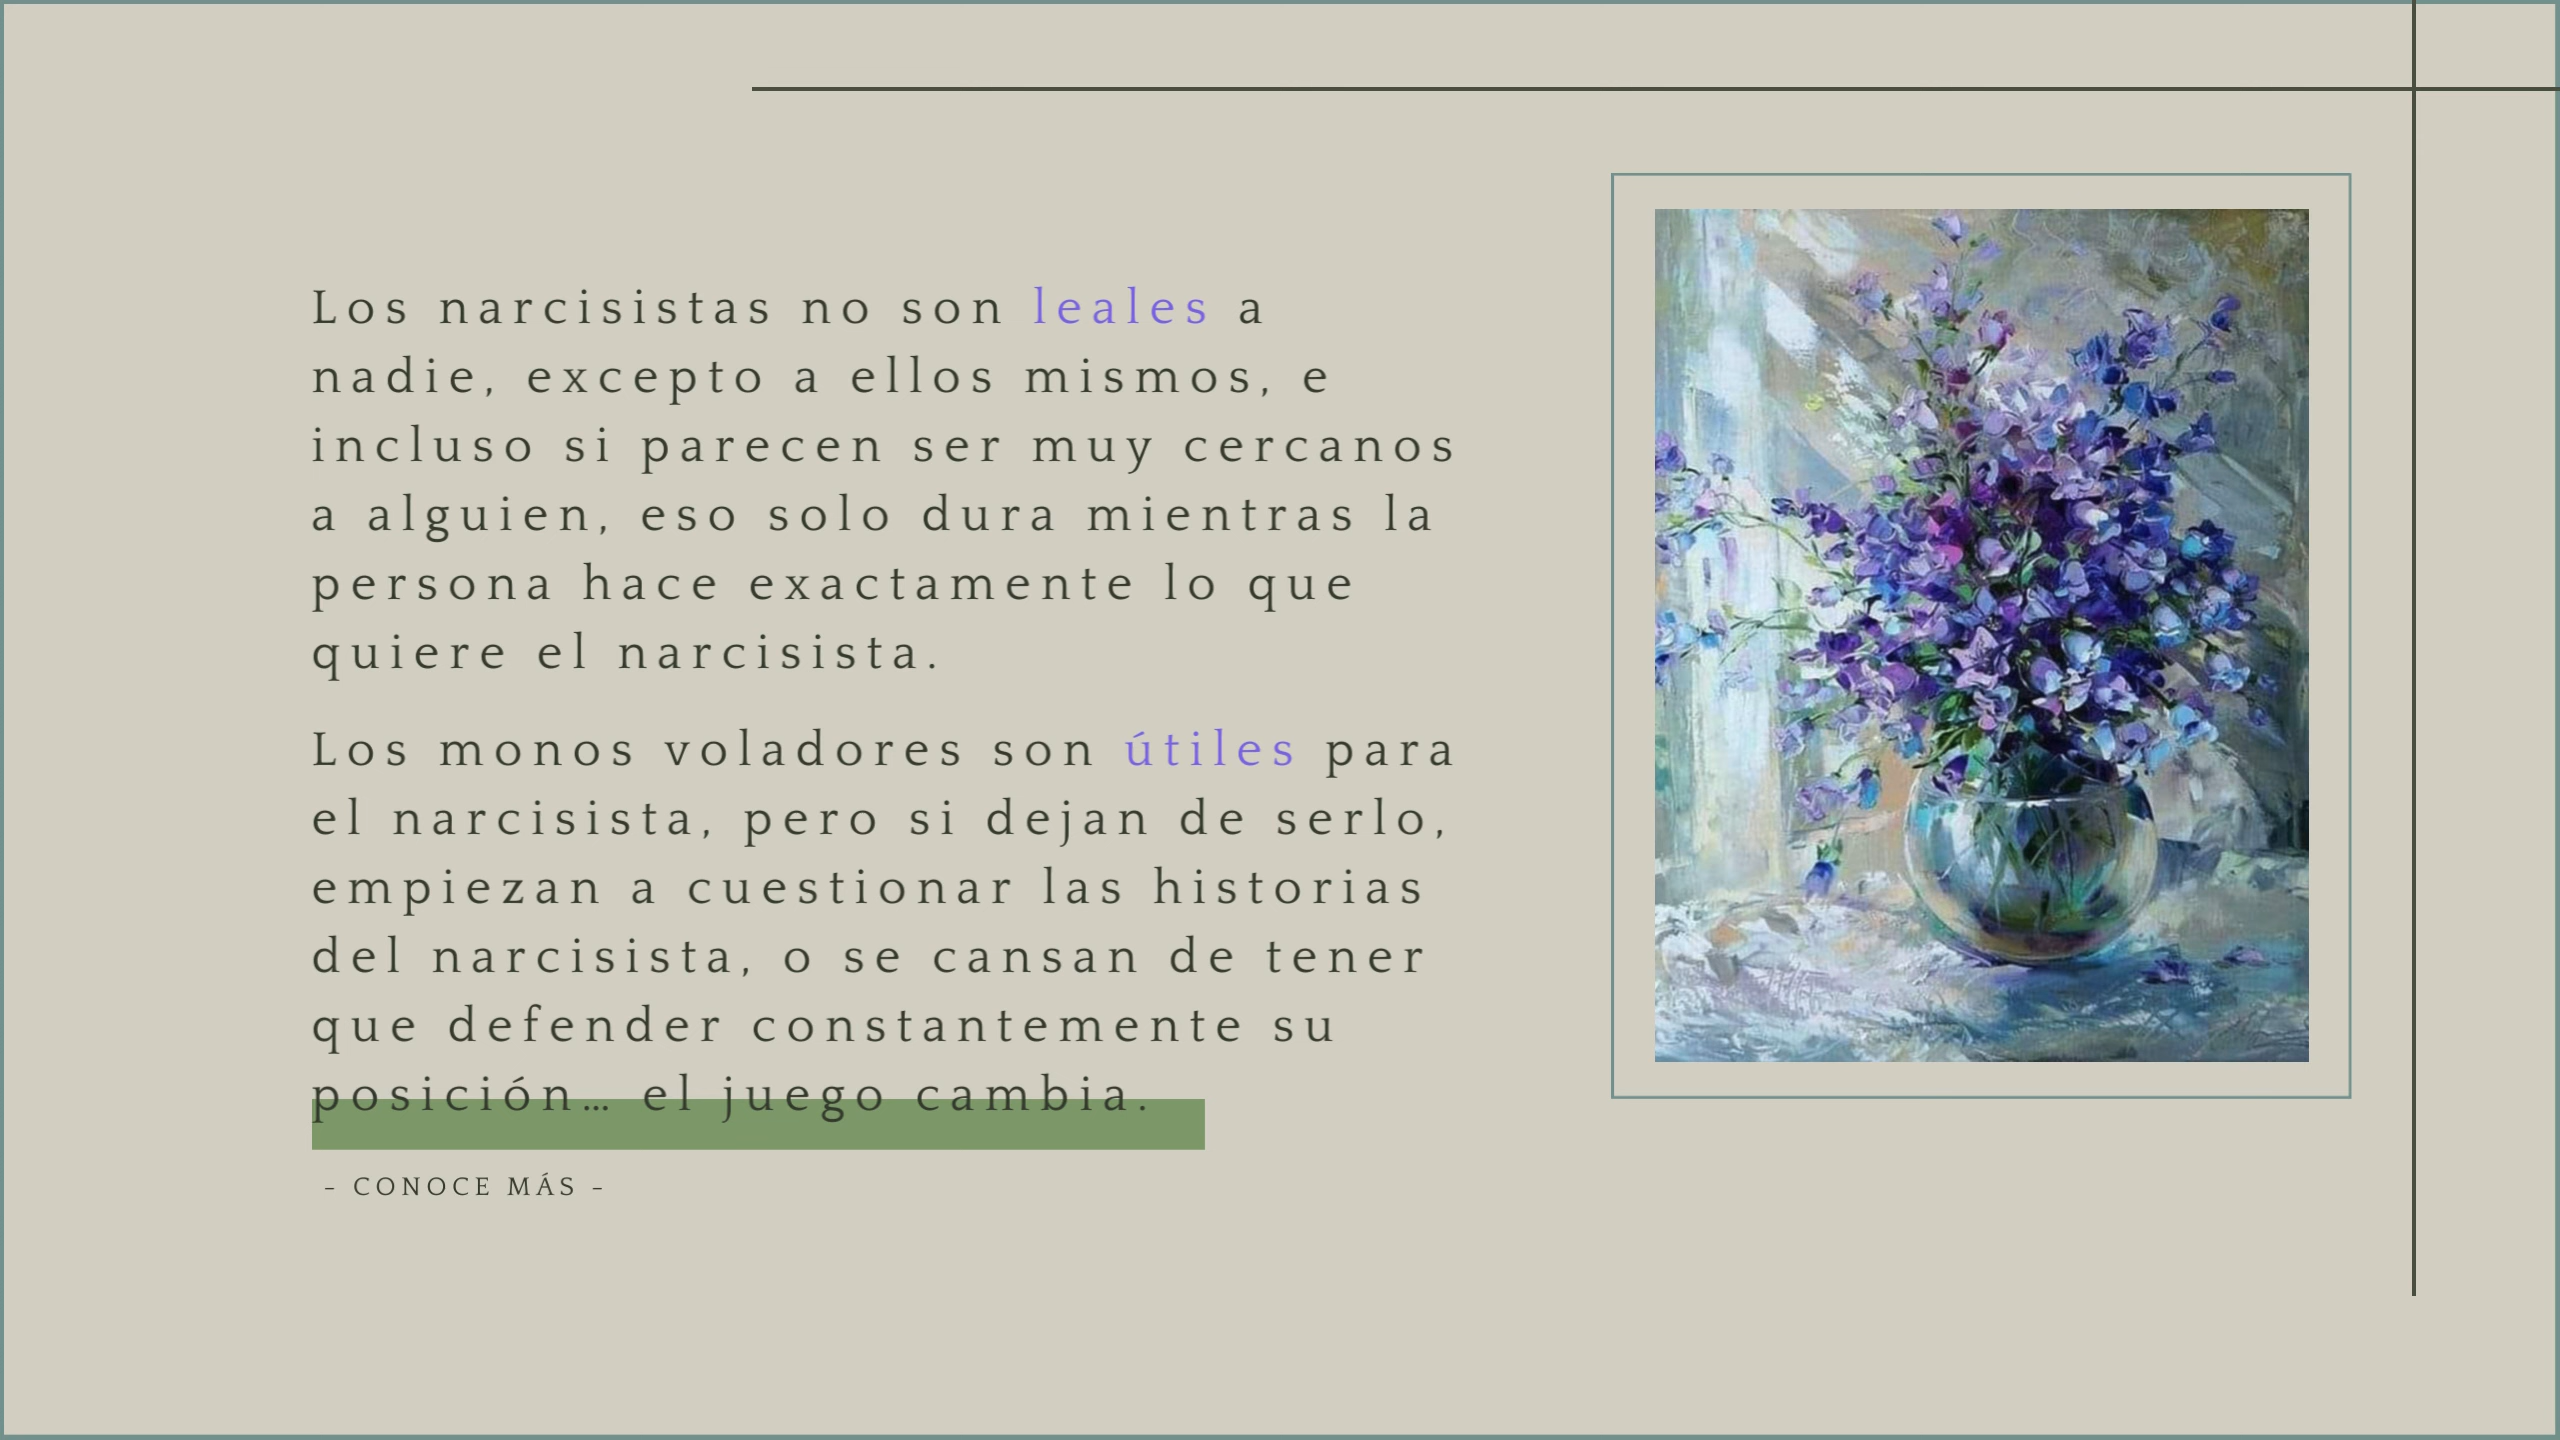 Los narcisistas no son leales a
nadie, excepto a ellos mismos, e
incluso si parecen ser muy cercanos
a alguien, eso solo dura mientras la
persona hace exactamente lo que
quiere el narcisista.
Los monos voladores son útiles para
el narcisista, pero si dejan de serlo,
empiezan a cuestionar las historias
del narcisista, o se cansan de tener
que defender constantemente su
posición... el juego cambia.
– CONOCE MÁS –